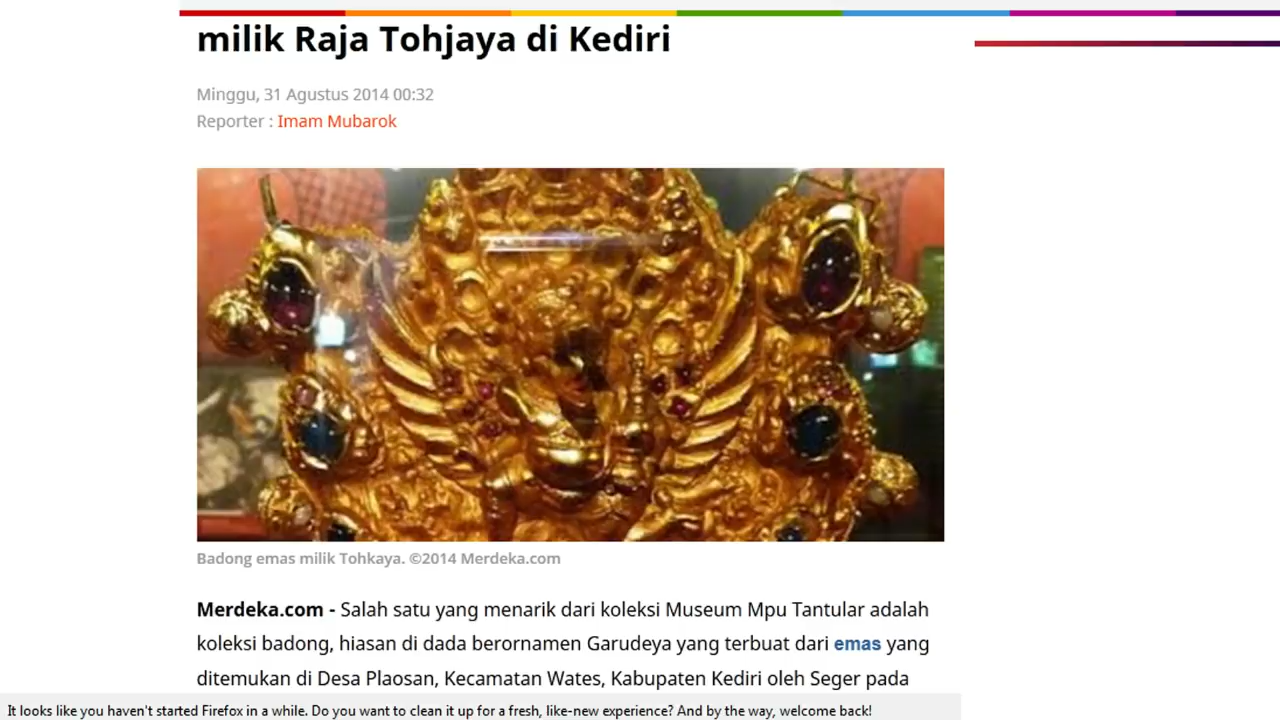 milik Raja Tohjaya di Kediri
Minggu, 31 Agustus 2014 00:32
Reporter : Imam Mubarok
Badong emas milik Tohkaya. ©2014 Merdeka.com
Merdeka.com - Salah satu yang menarik dari koleksi Museum Mpu Tantular adalah
koleksi badong, hiasan di dada berornamen Garudeya yang terbuat dari emas yang
ditemukan di Desa Plaosan, Kecamatan Wates, Kabupaten Kediri oleh Seger pada
It looks like you haven't started Firefox in a while. Do you want to clean it up for a fresh, like-new experience? And by the way, welcome back!